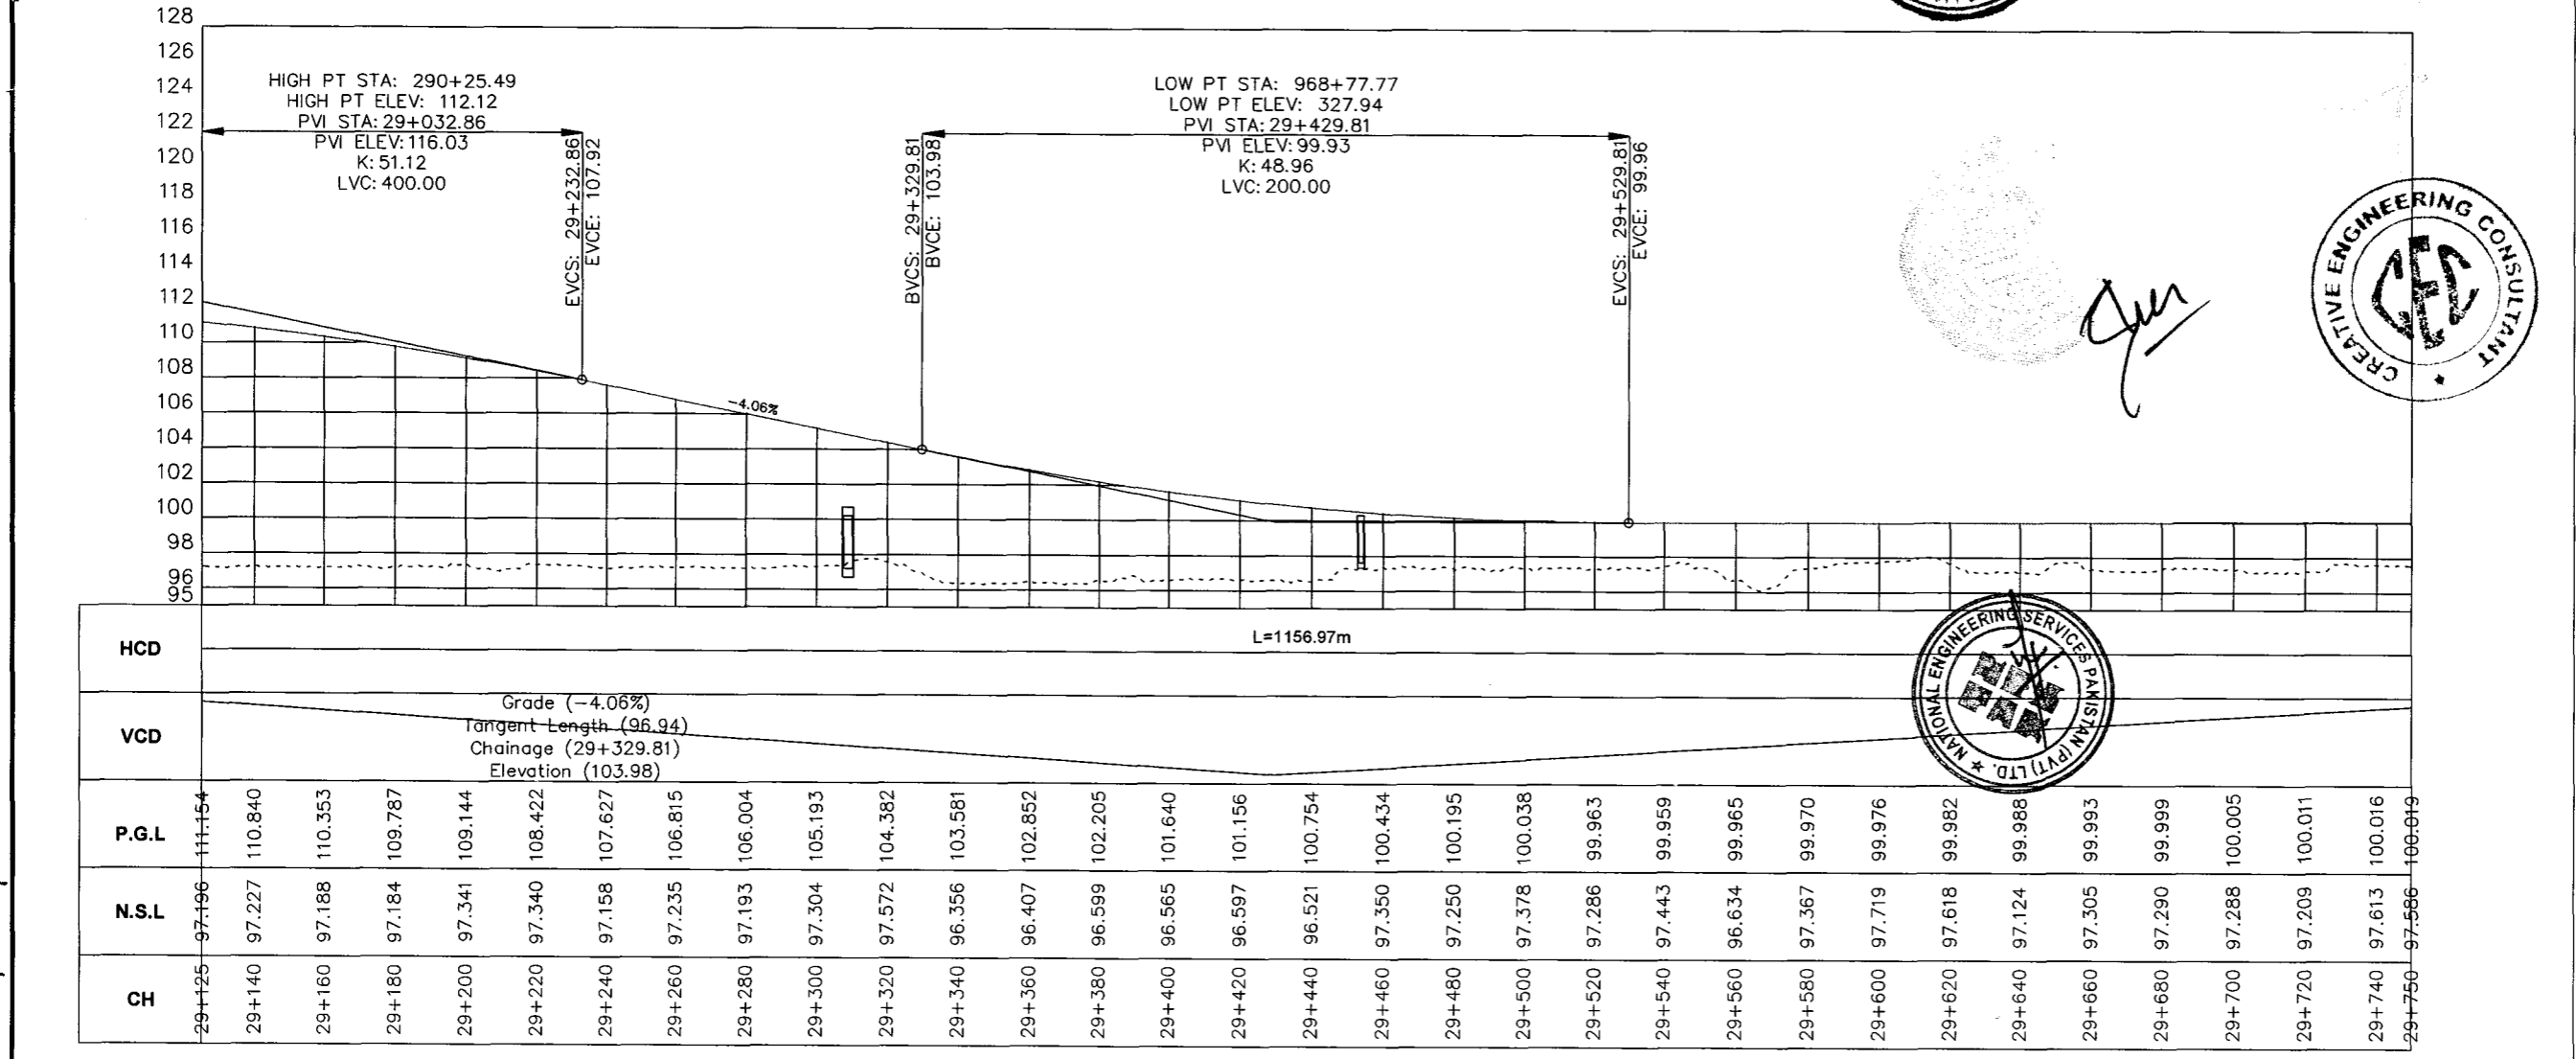 128
126
124
122
120
118
116
114
112
110
108
106
104
102
100
98
96
95
HIGH PT STA: 290+25.49
HIGH PT ELEV: 112.12
PVI STA: 29+032.86
PVI ELEV: 116.03
K: 51.12
LVC: 400.00
EVCS: 29+232.86
EVCE: 107.92
BVCS: 29+329.81
BVCE: 103.98
LOW PT STA: 968+77.77
LOW PT ELEV: 327.94
PVI STA: 29+429.81
PVI ELEV: 99.93
K: 48.96
LVC: 200.00
EVCS: 29+529.81
EVCE: 99.96
-4.06%
CREATIVE ENGINEERING CONSULTANT
CEC
HCD
L=1156.97m
NATIONAL ENGINEERING SERVICES PAKISTAN (PVT) LTD.
VCD
Grade (-4.06%)
Tangent Length (96.94)
Chainage (29+329.81)
Elevation (103.98)
P.G.L 111.154 110.840 110.353 109.787 109.144 108.422 107.627 106.815 106.004 105.193 104.382 103.581 102.852 102.205 101.640 101.156 100.754 100.434 100.195 100.038 99.963 99.959 99.965 99.970 99.976 99.982 99.988 99.993 99.999 100.005 100.011 100.016 100.019
N.S.L 97.196 97.227 97.188 97.184 97.341 97.340 97.158 97.235 97.193 97.304 97.572 96.356 96.407 96.599 96.565 96.597 96.521 97.350 97.250 97.378 97.286 97.443 96.634 97.367 97.719 97.618 97.124 97.305 97.290 97.288 97.209 97.613 97.586
CH 29+125 29+140 29+160 29+180 29+200 29+220 29+240 29+260 29+280 29+300 29+320 29+340 29+360 29+380 29+400 29+420 29+440 29+460 29+480 29+500 29+520 29+540 29+560 29+580 29+600 29+620 29+640 29+660 29+680 29+700 29+720 29+740 29+750